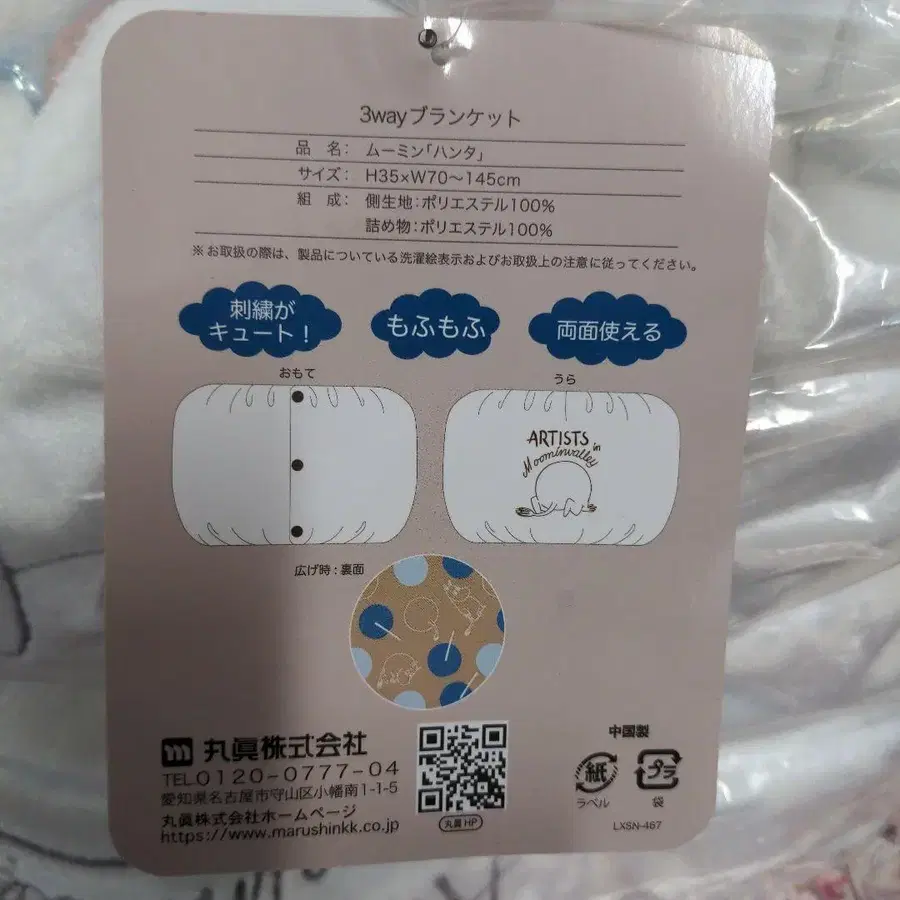 3wayブランケット
品 名： ムーミン「ハンタ」
サイズ： H35×W70～145cm
組 成： 側生地：ポリエステル100%
詰め物：ポリエステル100%
※お取扱の際は、製品についている洗濯絵表示およびお取扱上の注意に従ってください。
刺繍が
キュート！
もふもふ
両面使える
おもて
うら
ARTISTS in
Moominvalley
広げ時：裏面
丸眞株式会社
TEL0120-0777-04
愛知県名古屋市守山区小幡南1-1-5
丸眞株式会社ホームページ
https://www.marushinkk.co.jp
丸眞HP
中国製
紙
プラ
ラベル
袋
LXSN-467